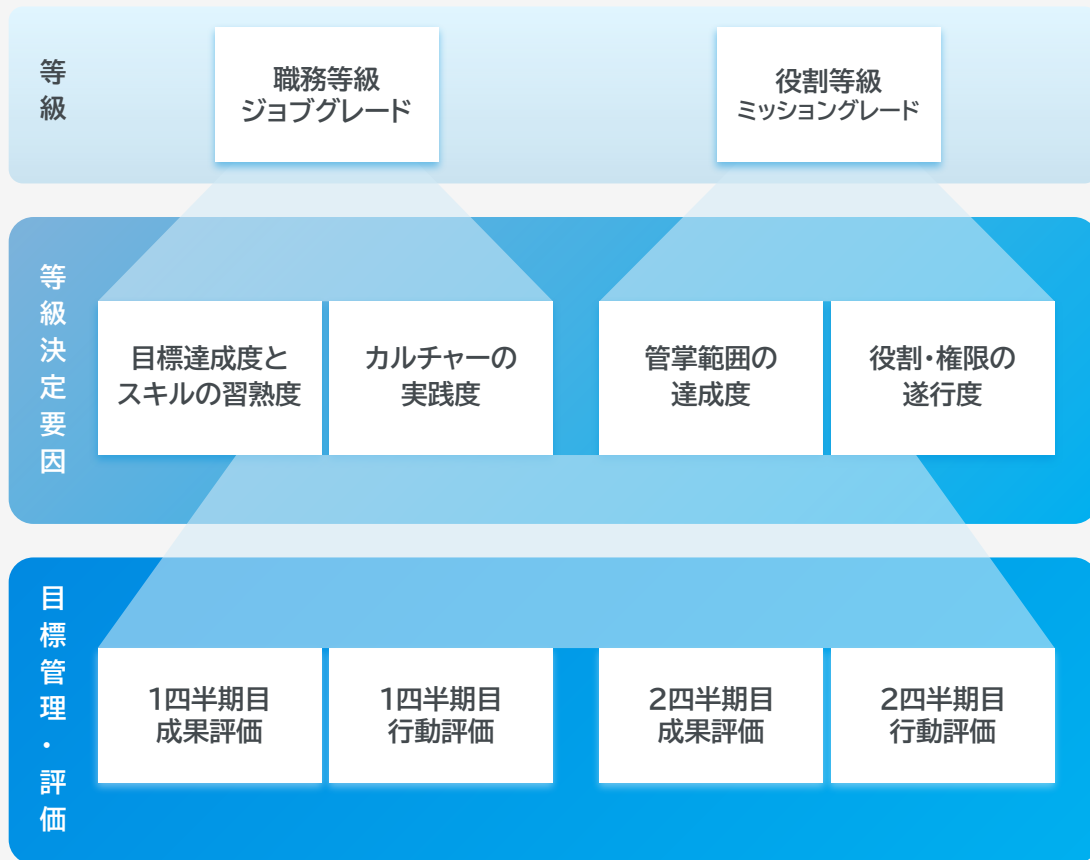 等級
職務等級
ジョブグレード
役割等級
ミッショングレード
等級決定要因
目標達成度と
スキルの習熟度
カルチャーの
実践度
管掌範囲の
達成度
役割・権限の
遂行度
目標管理・評価
1四半期目
成果評価
1四半期目
行動評価
2四半期目
成果評価
2四半期目
行動評価